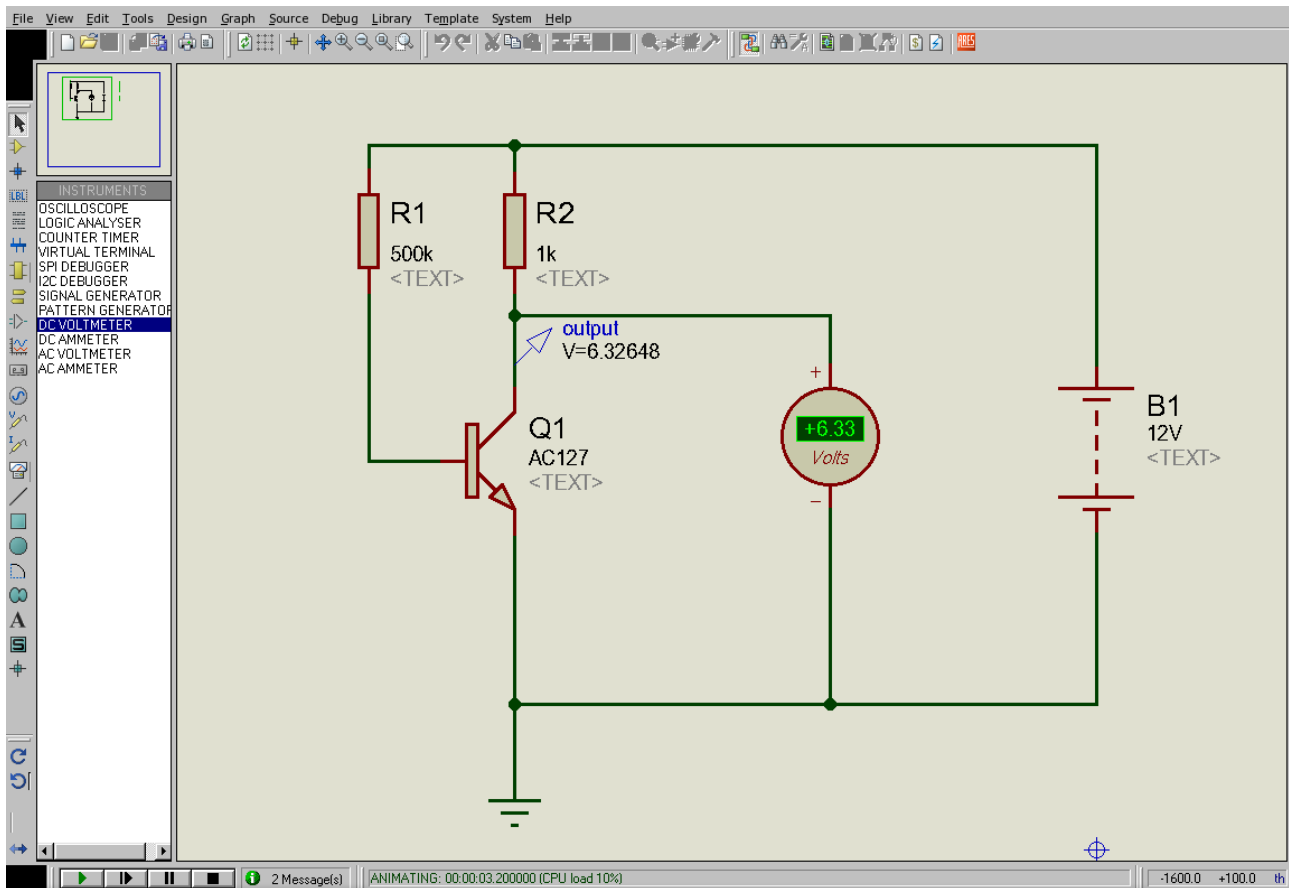 File View Edit Tools Design Graph Source Debug Library Template System Help
INSTRUMENTS
OSCILLOSCOPE
LOGIC ANALYSER
COUNTER TIMER
VIRTUAL TERMINAL
SPI DEBUGGER
I2C DEBUGGER
SIGNAL GENERATOR
PATTERN GENERATOR
DC VOLTMETER
DC AMMETER
AC VOLTMETER
AC AMMETER
LBL
A
S
ARES
R1
500k
<TEXT>
R2
1k
<TEXT>
output
V=6.32648
Q1
AC127
<TEXT>
+
+6.33
Volts
−
B1
12V
<TEXT>
2 Message(s)
ANIMATING: 00:00:03.200000 (CPU load 10%)
-1600.0 +100.0 th